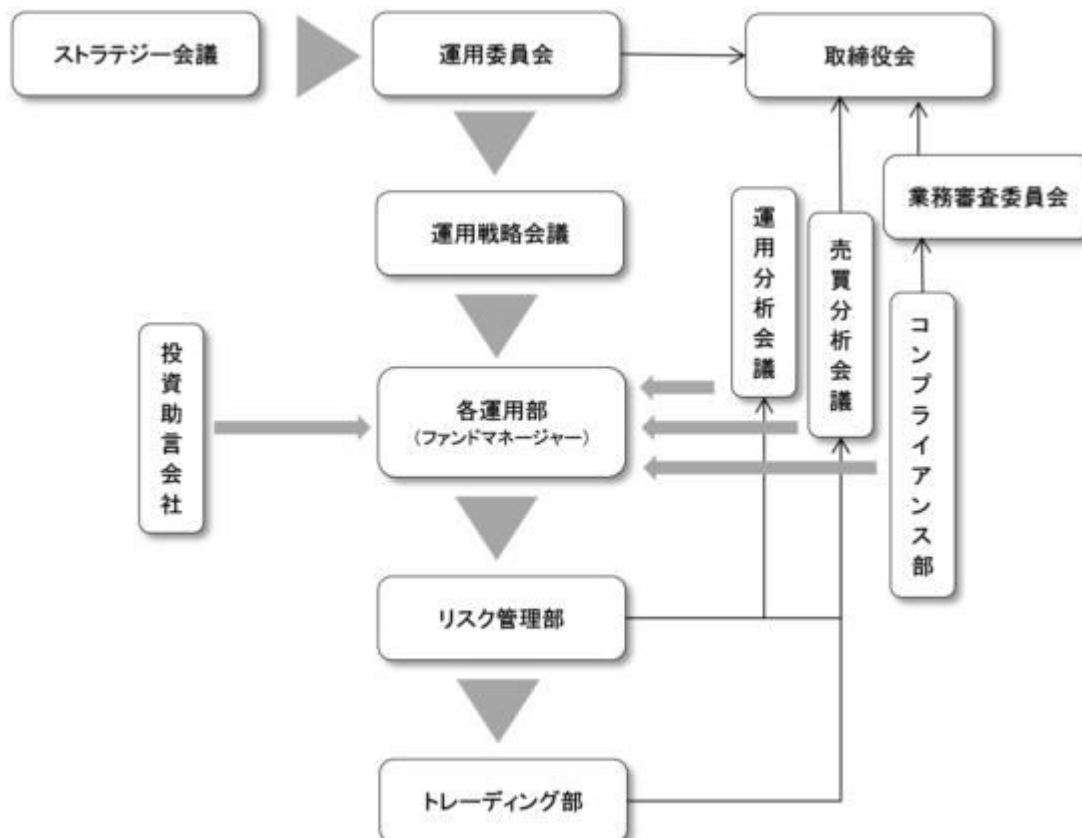 ストラテジー会議
運用委員会
取締役会
業務審査委員会
運用戦略会議
運用分析会議
売買分析会議
コンプライアンス部
投資助言会社
各運用部
（ファンドマネージャー）
リスク管理部
トレーディング部